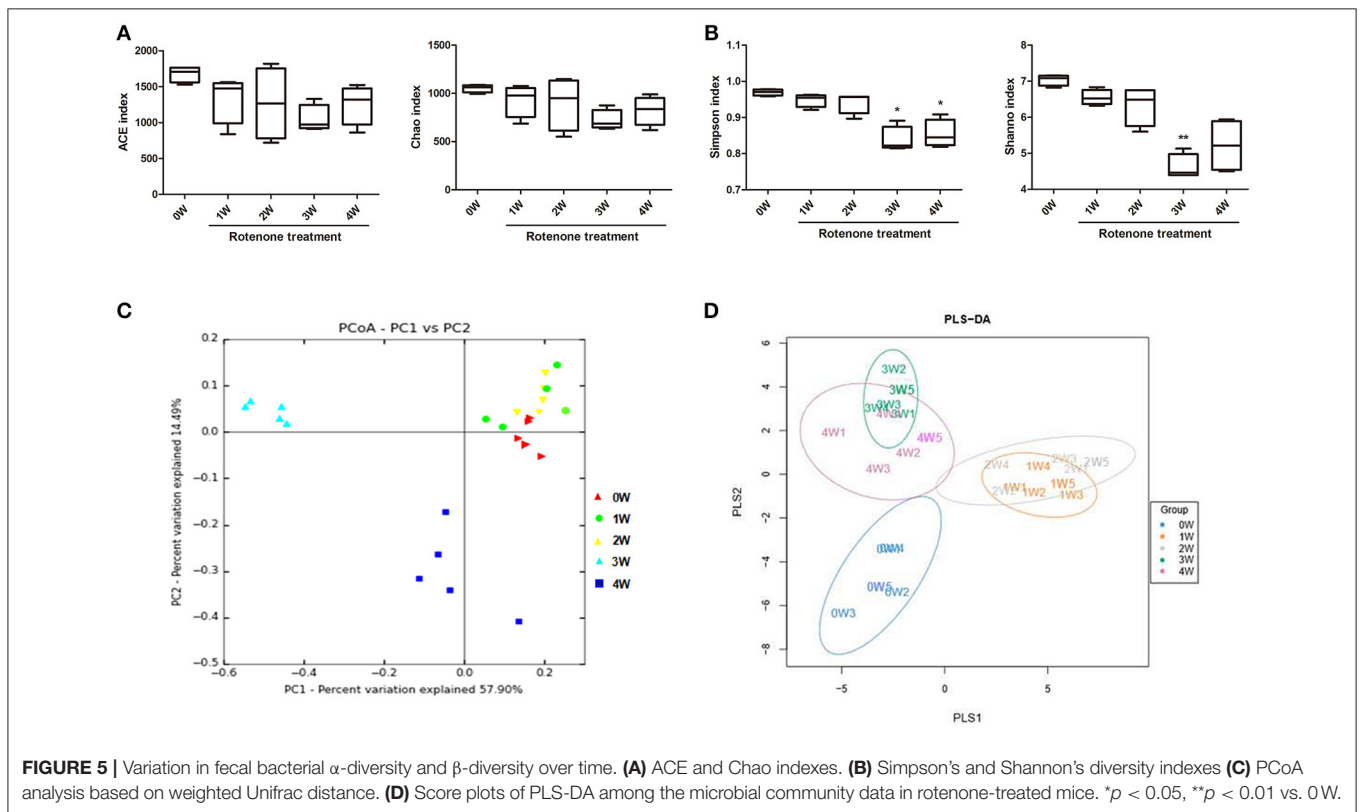 A
B
ACE index
2000
1500
1000
500
0
0W 1W 2W 3W 4W
Rotenone treatment
Chao index
1500
1000
500
0
0W 1W 2W 3W 4W
Rotenone treatment
Simpson index
1.1
1.0
0.9
0.8
0.7
* *
0W 1W 2W 3W 4W
Rotenone treatment
Shanno index
8
7
6
5
4
**
0W 1W 2W 3W 4W
Rotenone treatment
C
PCoA - PC1 vs PC2
PC2 - Percent variation explained 14.49%
0.2
0.1
0.0
−0.1
−0.2
−0.3
−0.4
−0.5
−0.6 −0.4 −0.2 0.0 0.2
PC1 - Percent variation explained 57.90%
0W
1W
2W
3W
4W
D
PLS-DA
PLS2
6
4
2
0
−2
−4
−6
−8
3W2
3W5
3W3
3W1
4W1
4W5
4W2
4W3
2W4
2W3
2W5
1W4
1W1
1W5
1W2
1W3
0W4
0W5
0W2
0W3
−5 0 5
PLS1
Group
0W
1W
2W
3W
4W
FIGURE 5 | Variation in fecal bacterial α-diversity and β-diversity over time. (A) ACE and Chao indexes. (B) Simpson's and Shannon's diversity indexes (C) PCoA
analysis based on weighted Unifrac distance. (D) Score plots of PLS-DA among the microbial community data in rotenone-treated mice. *p < 0.05, **p < 0.01 vs. 0W.